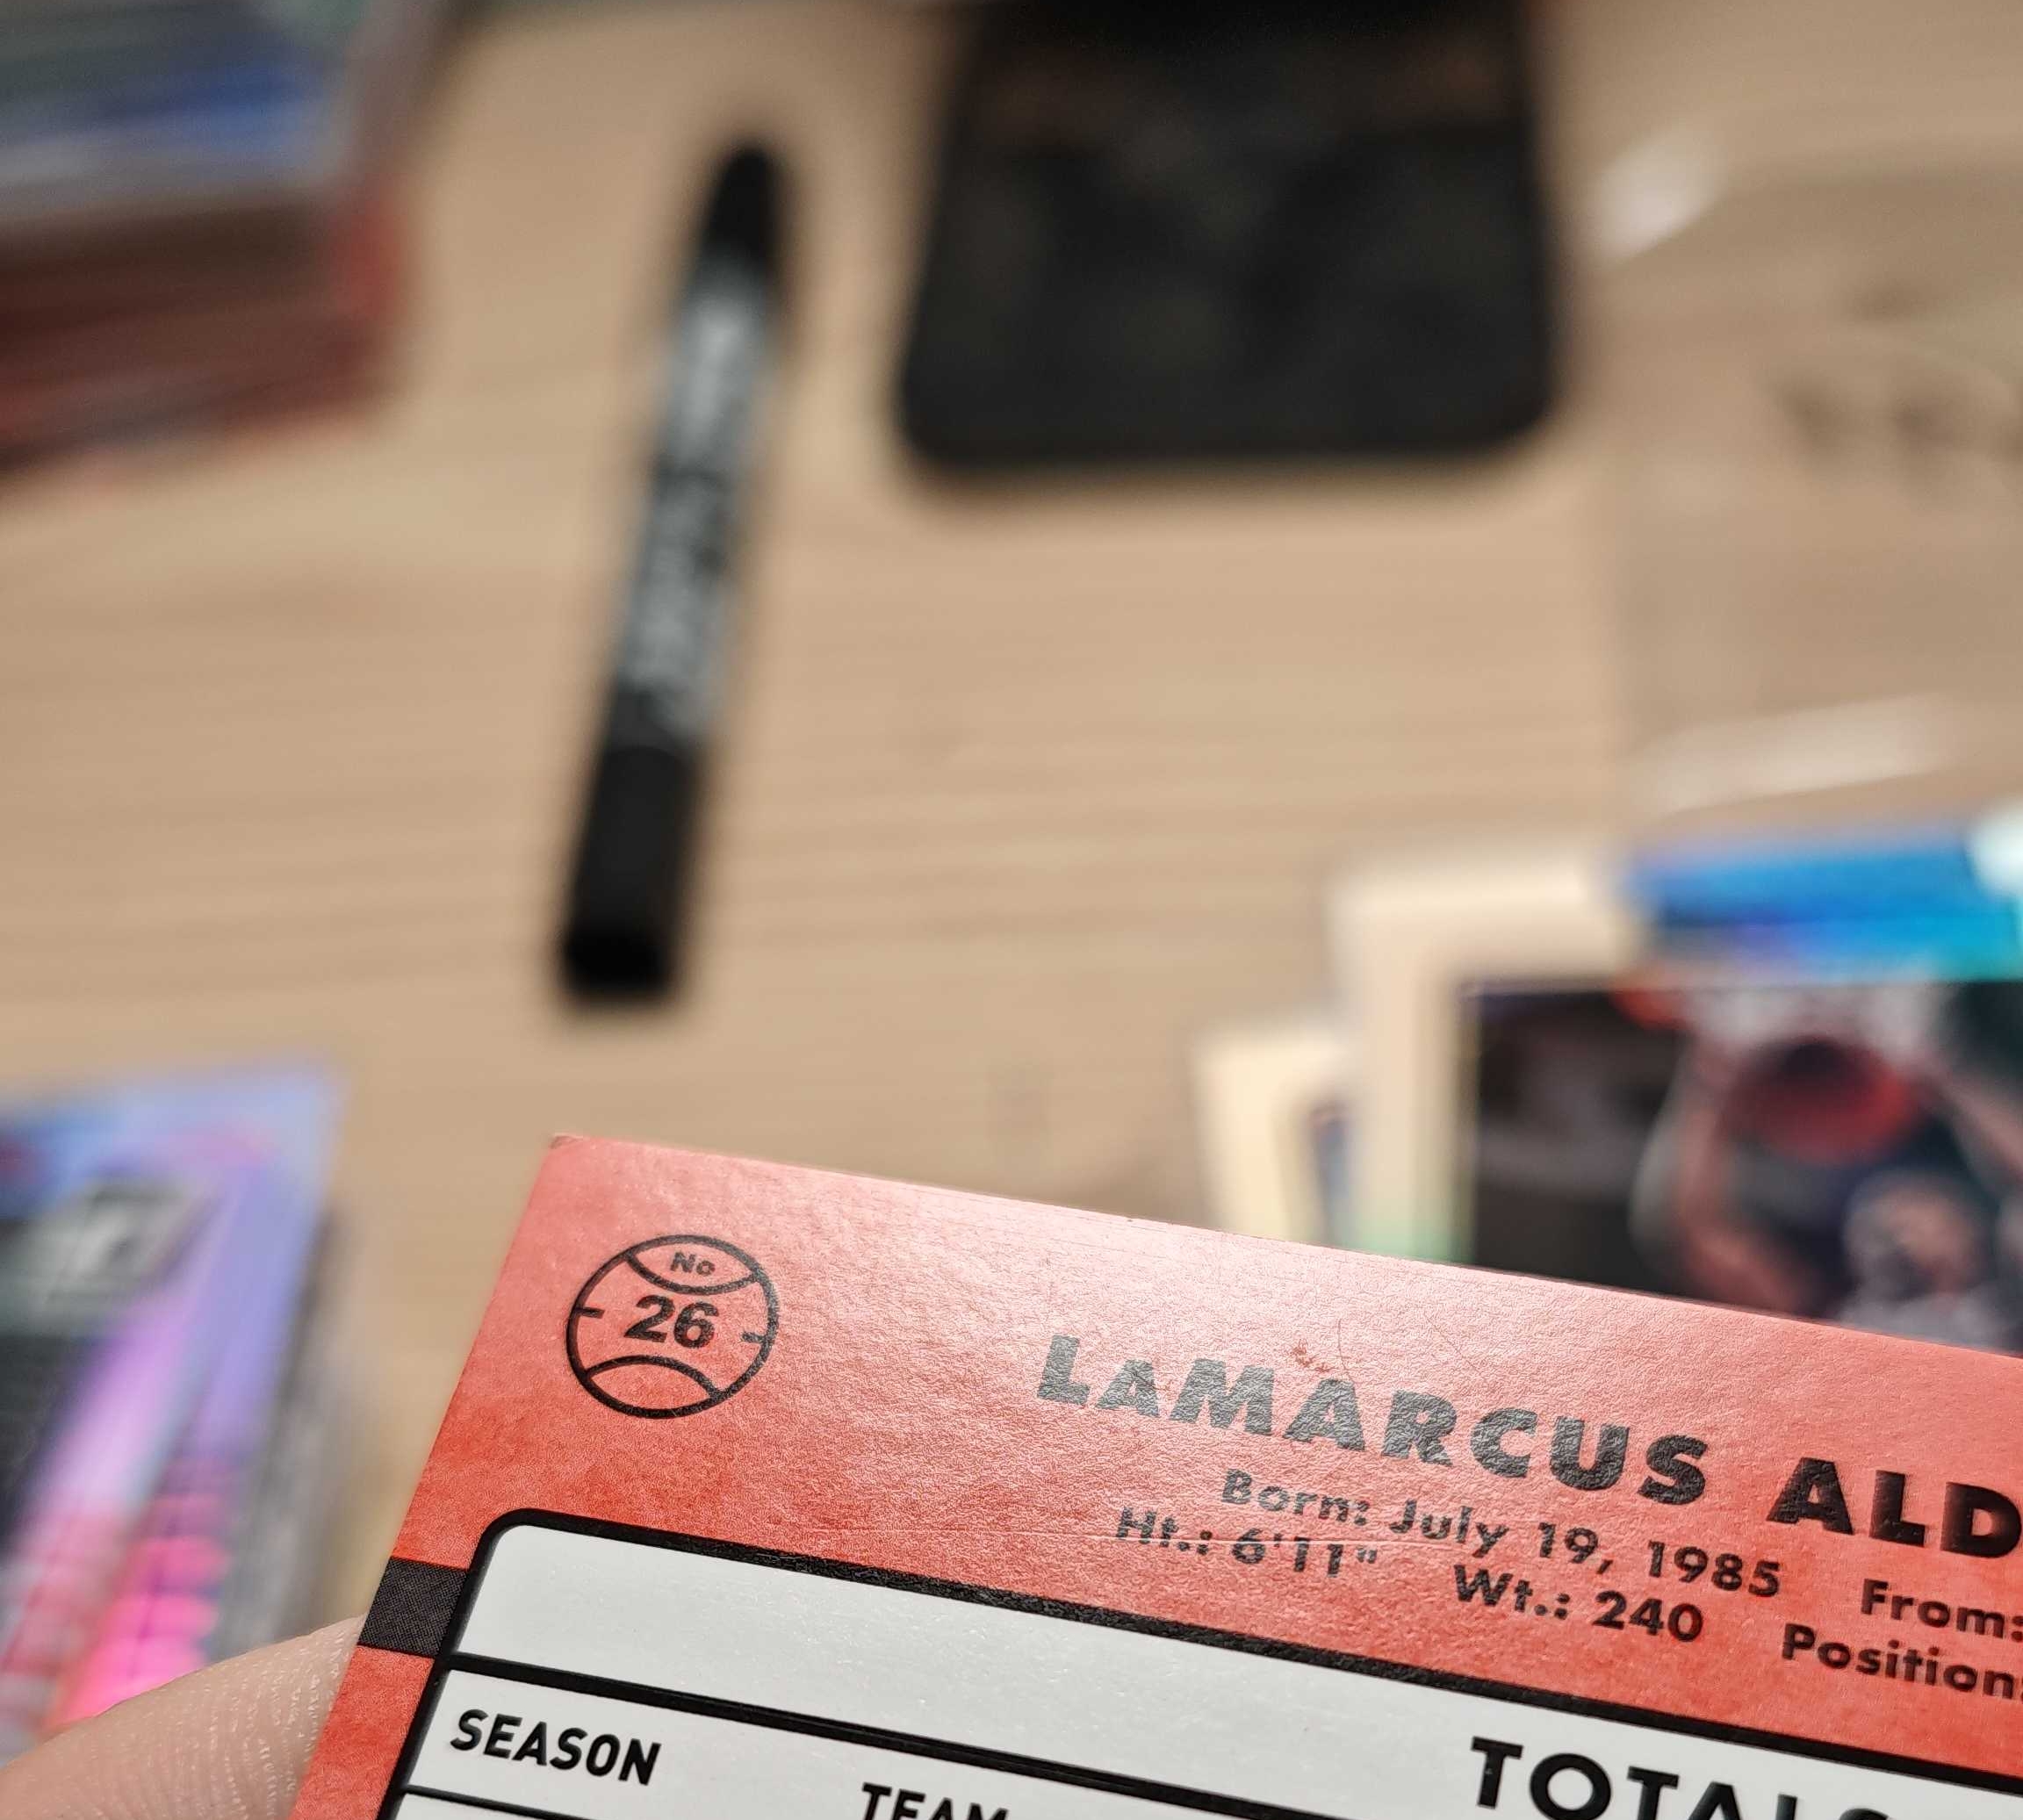 No
26
LAMARCUS ALD
Born: July 19, 1985 From:
Ht.: 6'11" Wt.: 240 Position:
SEASON TEAM TOTALS